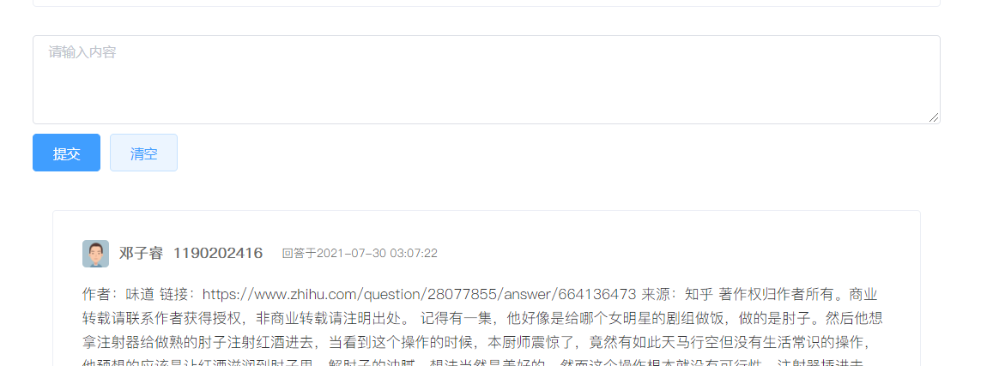 请输入内容
提交 清空
邓子睿 1190202416 回答于2021-07-30 03:07:22
作者：味道 链接：https://www.zhihu.com/question/28077855/answer/664136473 来源：知乎 著作权归作者所有。商业
转载请联系作者获得授权，非商业转载请注明出处。 记得有一集，他好像是给哪个女明星的剧组做饭，做的是肘子。然后他想
拿注射器给做熟的肘子注射红酒进去，当看到这个操作的时候，本厨师震惊了，竟然有如此天马行空但没有生活常识的操作，
他预想的应该是让红酒滋润到肘子里，解肘子的油腻，想法当然是美好的，然而这个操作根本就没有可行性，注射器插进去